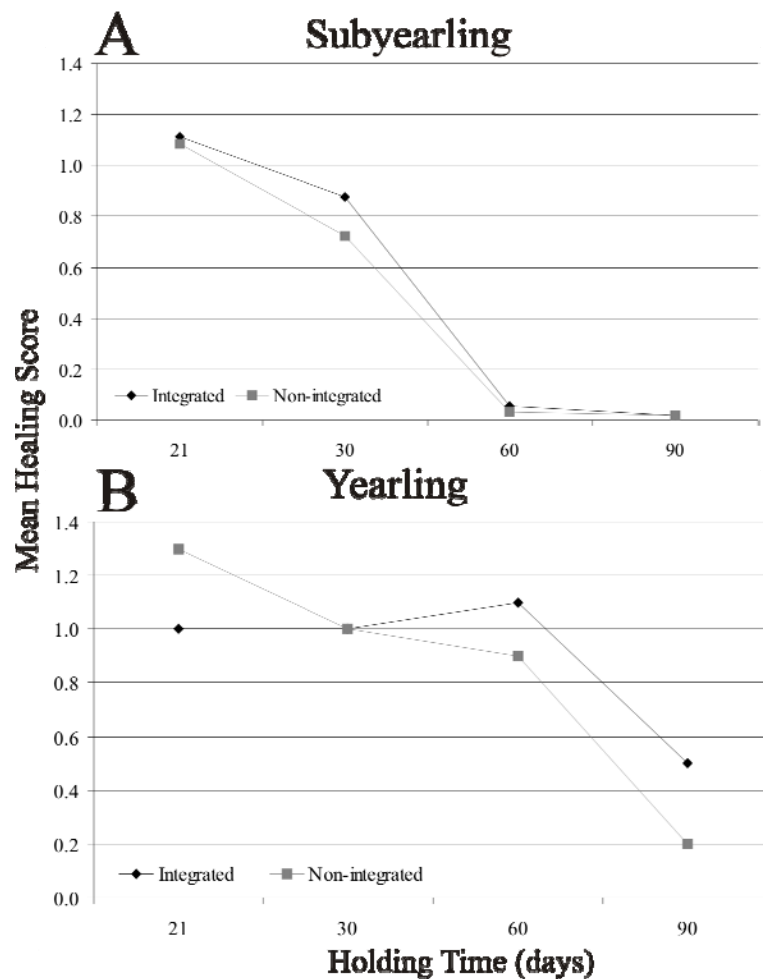 A Subyearling
1.4
1.2
1.0
0.8
0.6
0.4
0.2
0.0
Integrated Non-integrated
21 30 60 90
Mean Healing Score
B Yearling
1.4
1.2
1.0
0.8
0.6
0.4
0.2
0.0
Integrated Non-integrated
21 30 60 90
Holding Time (days)